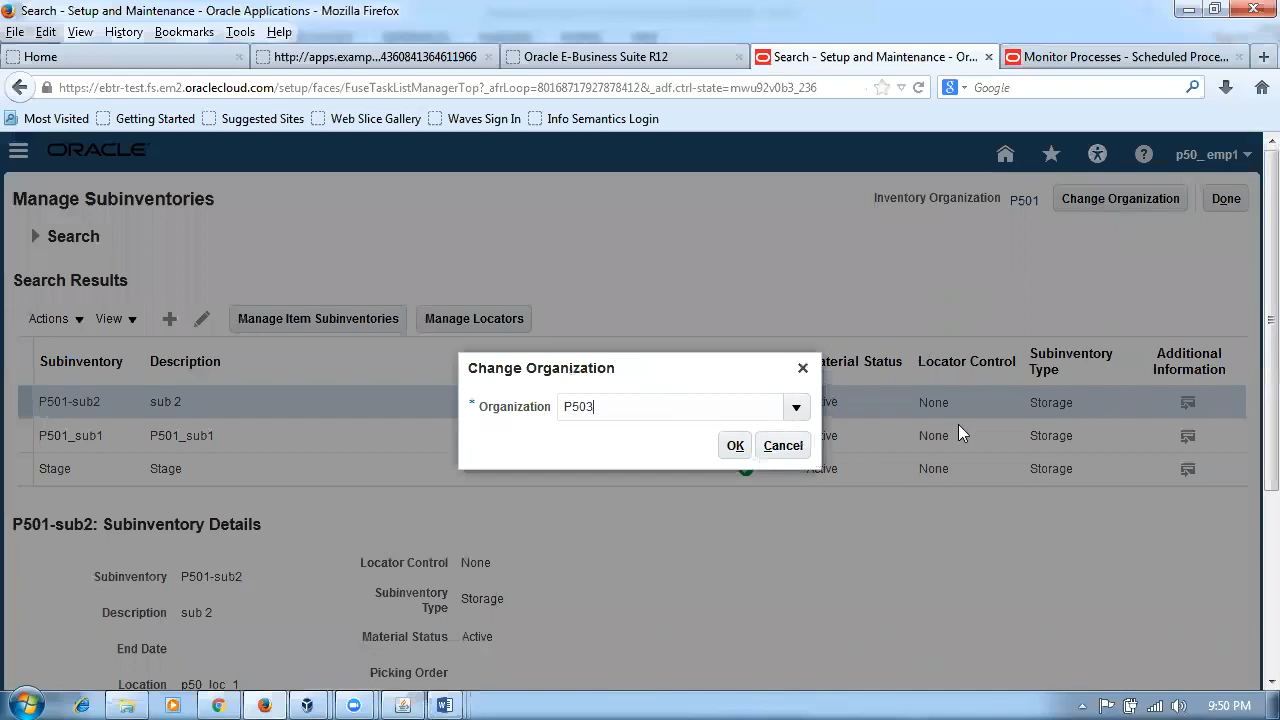 Search - Setup and Maintenance - Oracle Applications - Mozilla Firefox
File Edit View History Bookmarks Tools Help
Home
http://apps.examp...4360841364611966
Oracle E-Business Suite R12
Search - Setup and Maintenance - Or...
Monitor Processes - Scheduled Proce...
https://ebtr-test.fs.em2.oraclecloud.com/setup/faces/FuseTaskListManagerTop?_afrLoop=80168717927878412&_adf.ctrl-state=mwu92v0b3_236
Google
Most Visited Getting Started Suggested Sites Web Slice Gallery Waves Sign In Info Semantics Location
ORACLE
p50_emp1
Manage Subinventories
Inventory Organization P501 Change Organization Done
Search
Search Results
Actions View Manage Item Subinventories Manage Locators
Subinventory Description aterial Status Locator Control Subinventory Type Additional Information
P501-sub2 sub 2 ctive None Storage
P501_sub1 P501_sub1 None Storage
Stage Stage Active None Storage
Change Organization
* Organization P503
OK Cancel
P501-sub2: Subinventory Details
Subinventory P501-sub2
Description sub 2
End Date
Location p50_loc_1
Locator Control None
Subinventory Type Storage
Material Status Active
Picking Order
9:50 PM